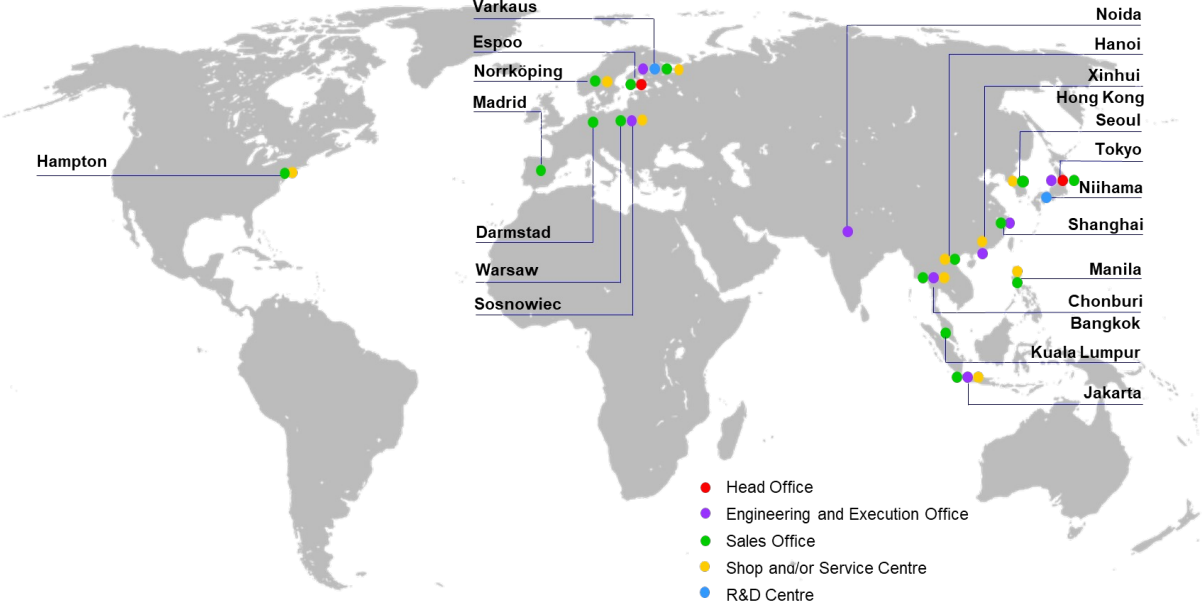 Varkaus
Espoo
Norrköping
Madrid
Hampton
Darmstad
Warsaw
Sosnowiec
Noida
Hanoi
Xinhui
Hong Kong
Seoul
Tokyo
Niihama
Shanghai
Manila
Chonburi
Bangkok
Kuala Lumpur
Jakarta
Head Office
Engineering and Execution Office
Sales Office
Shop and/or Service Centre
R&D Centre